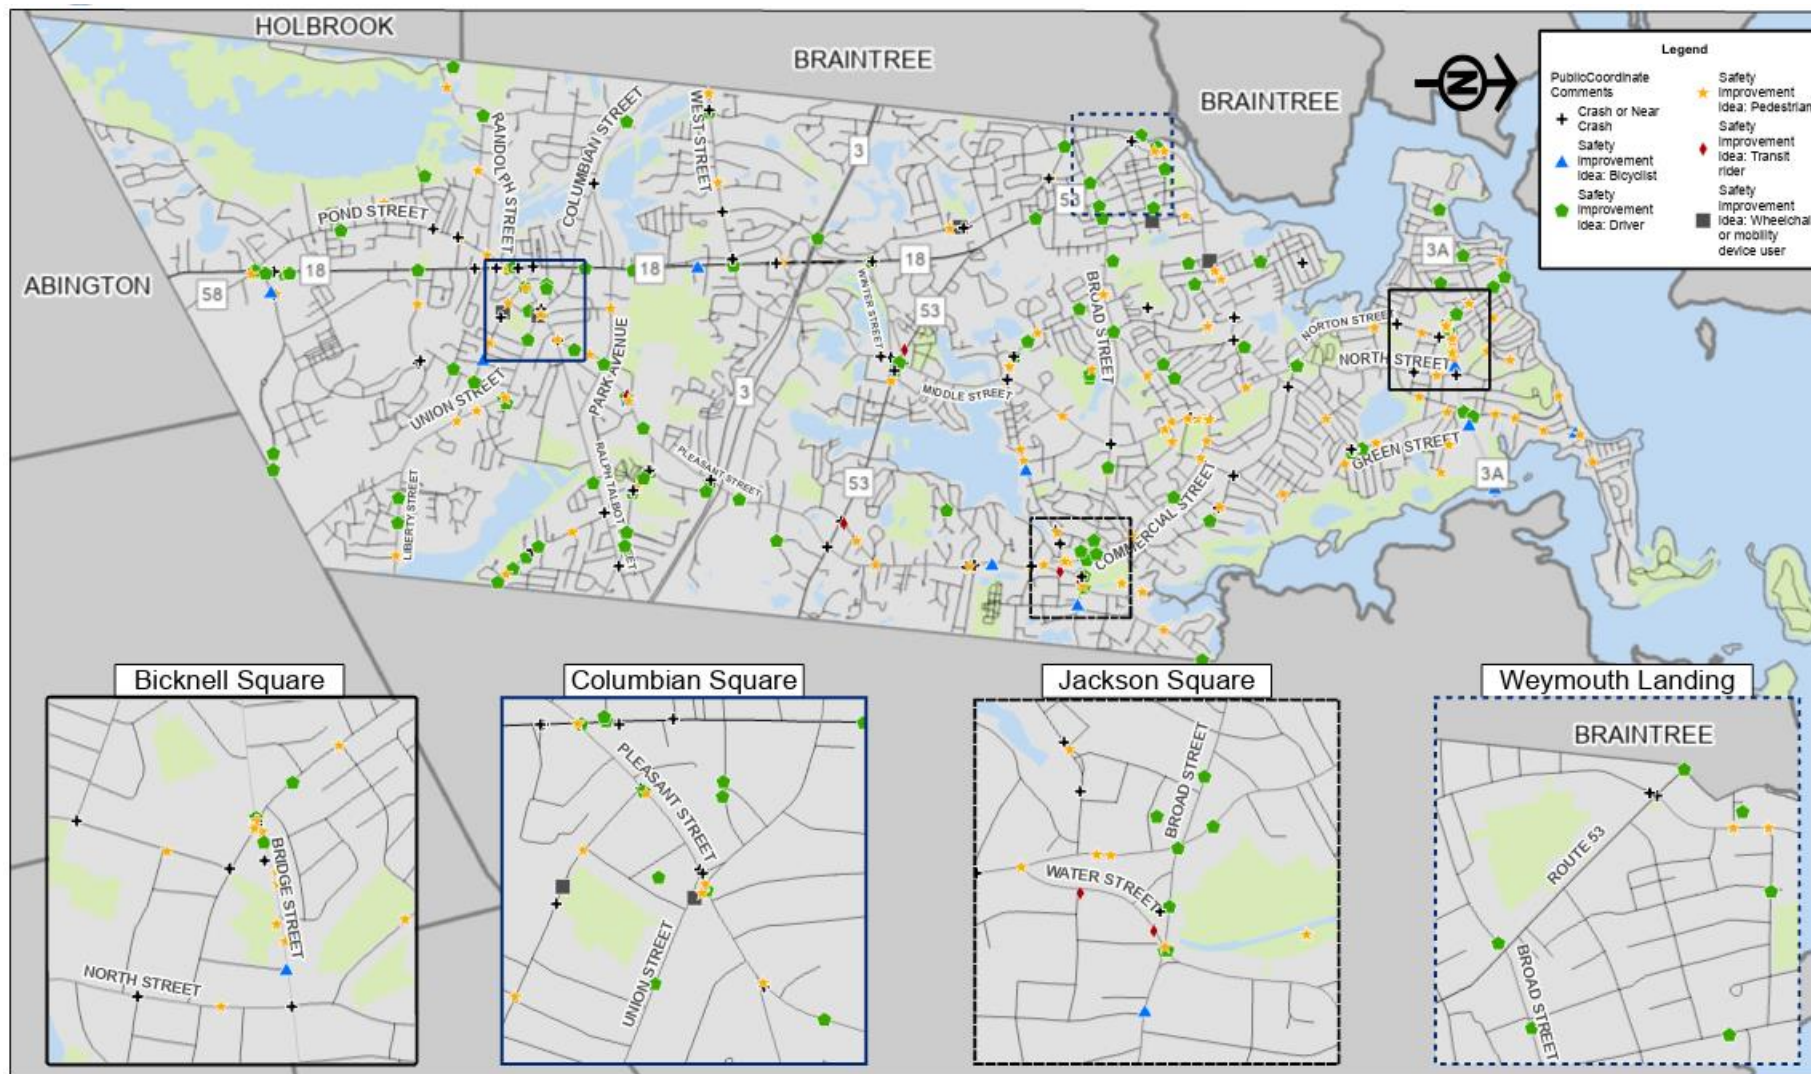 HOLBROOK
BRAINTREE
BRAINTREE
ABINGTON
N
Legend
PublicCoordinate
Comments
Crash or Near
Crash
Safety
Improvement
Idea: Bicyclist
Safety
Improvement
Idea: Driver
Safety
Improvement
Idea: Pedestrian
Safety
Improvement
Idea: Transit
rider
Safety
Improvement
Idea: Wheelchai
or mobility
device user
RANDOLPH STREET
COLUMBIAN STREET
WEST STREET
3
POND STREET
53
3A
58
18
18
18
WINTER STREET
53
BROAD STREET
NORTON STREET
NORTH STREET
PARK AVENUE
3
MIDDLE STREET
UNION STREET
GREEN STREET
PLEASANT STREET
RALPH TALBOT STREET
53
3A
LIBERTY STREET
COMMERCIAL STREET
Bicknell Square
BRIDGE STREET
NORTH STREET
Columbian Square
PLEASANT STREET
UNION STREET
Jackson Square
BROAD STREET
WATER STREET
Weymouth Landing
BRAINTREE
ROUTE 53
BROAD STREET